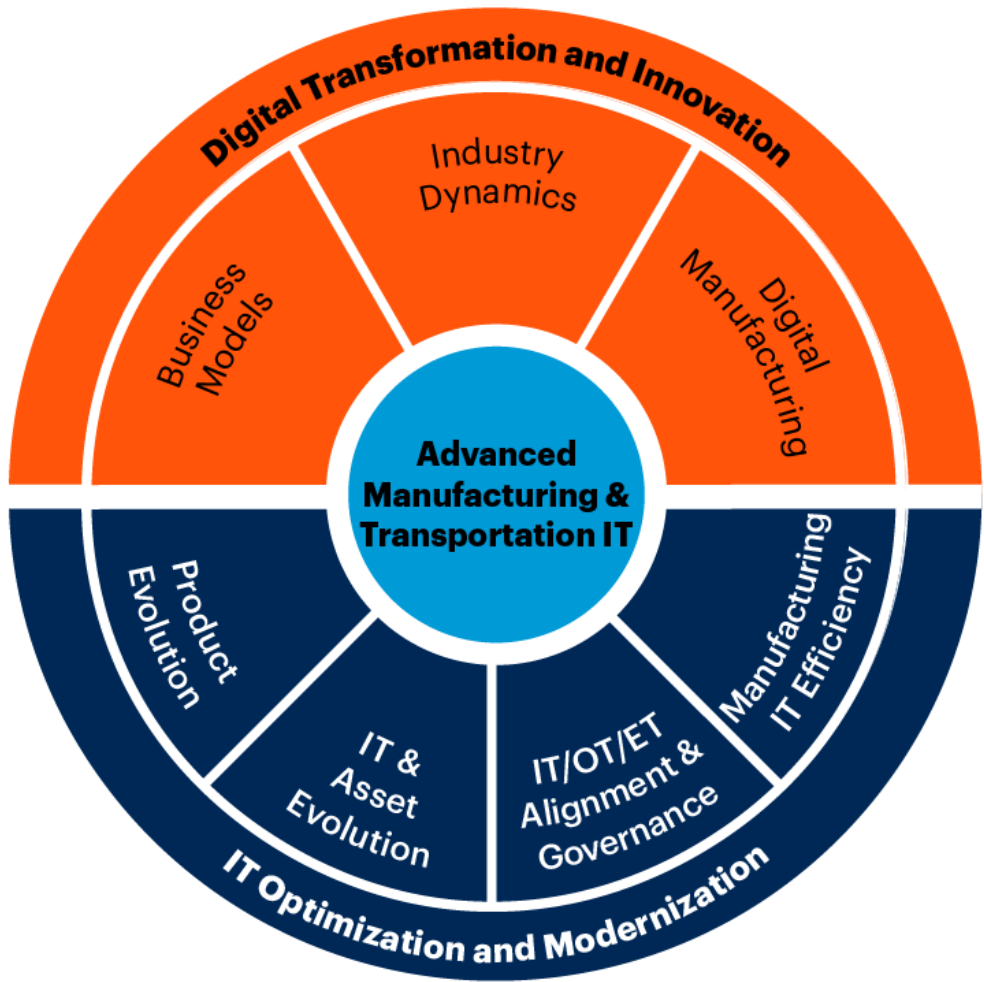 Digital Transformation and Innovation
Industry
Dynamics
Business
Models
Digital
Manufacturing
Advanced
Manufacturing &
Transportation IT
Product
Evolution
IT &
Asset
Evolution
IT/OT/ET
Alignment &
Governance
Manufacturing
IT Efficiency
IT Optimization and Modernization